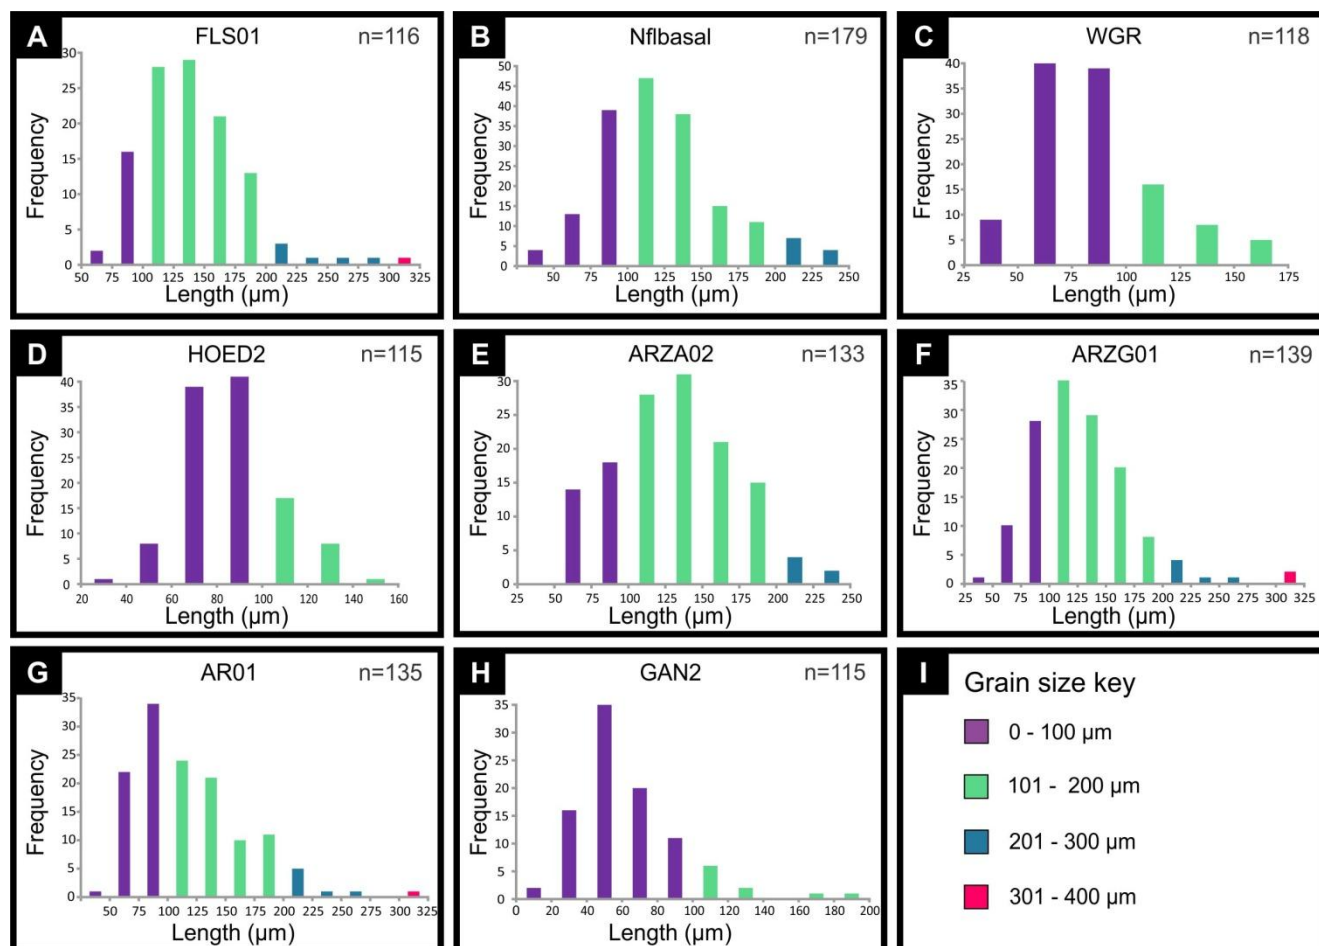 A
FLS01
n=116
Frequency
30
25
20
15
10
5
0
50 75 100 125 150 175 200 225 250 275 300 325
Length (µm)
B
Nflbasal
n=179
Frequency
50
45
40
35
30
25
20
15
10
5
0
50 75 100 125 150 175 200 225 250
Length (µm)
C
WGR
n=118
Frequency
40
35
30
25
20
15
10
5
0
25 50 75 100 125 150 175
Length (µm)
D
HOED2
n=115
Frequency
40
35
30
25
20
15
10
5
0
20 40 60 80 100 120 140 160
Length (µm)
E
ARZA02
n=133
Frequency
30
25
20
15
10
5
0
25 50 75 100 125 150 175 200 225 250
Length (µm)
F
ARZG01
n=139
Frequency
35
30
25
20
15
10
5
0
25 50 75 100 125 150 175 200 225 250 275 300 325
Length (µm)
G
AR01
n=135
Frequency
35
30
25
20
15
10
5
0
50 75 100 125 150 175 200 225 250 275 300 325
Length (µm)
H
GAN2
n=115
Frequency
35
30
25
20
15
10
5
0
0 20 40 60 80 100 120 140 160 180 200
Length (µm)
I
Grain size key
0 - 100 µm
101 - 200 µm
201 - 300 µm
301 - 400 µm